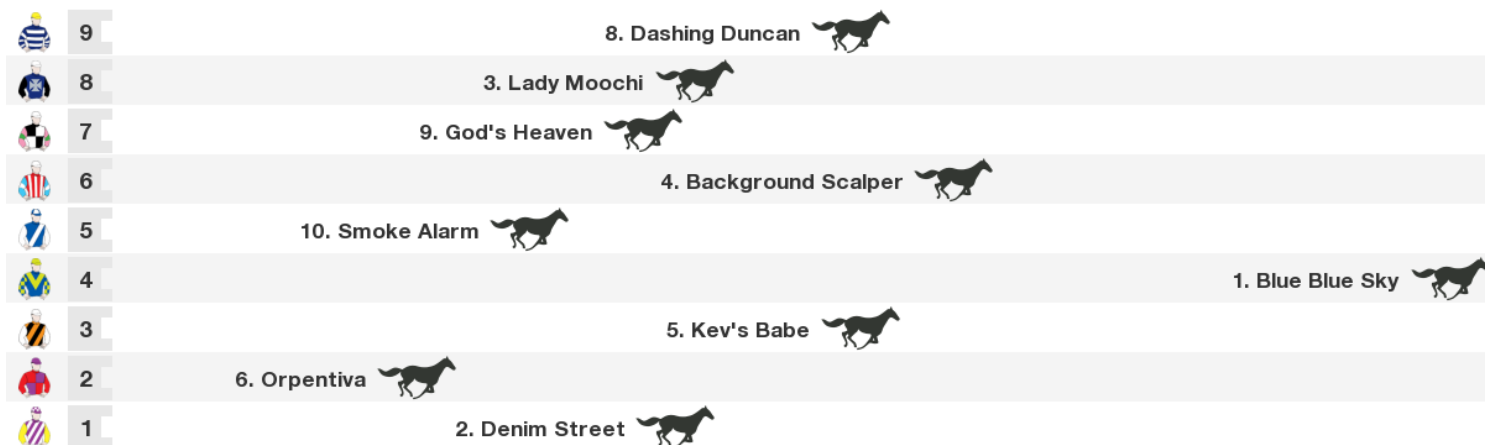 9 8. Dashing Duncan
8 3. Lady Moochi
7 9. God's Heaven
6 4. Background Scalper
5 10. Smoke Alarm
4 1. Blue Blue Sky
3 5. Kev's Babe
2 6. Orpentiva
1 2. Denim Street